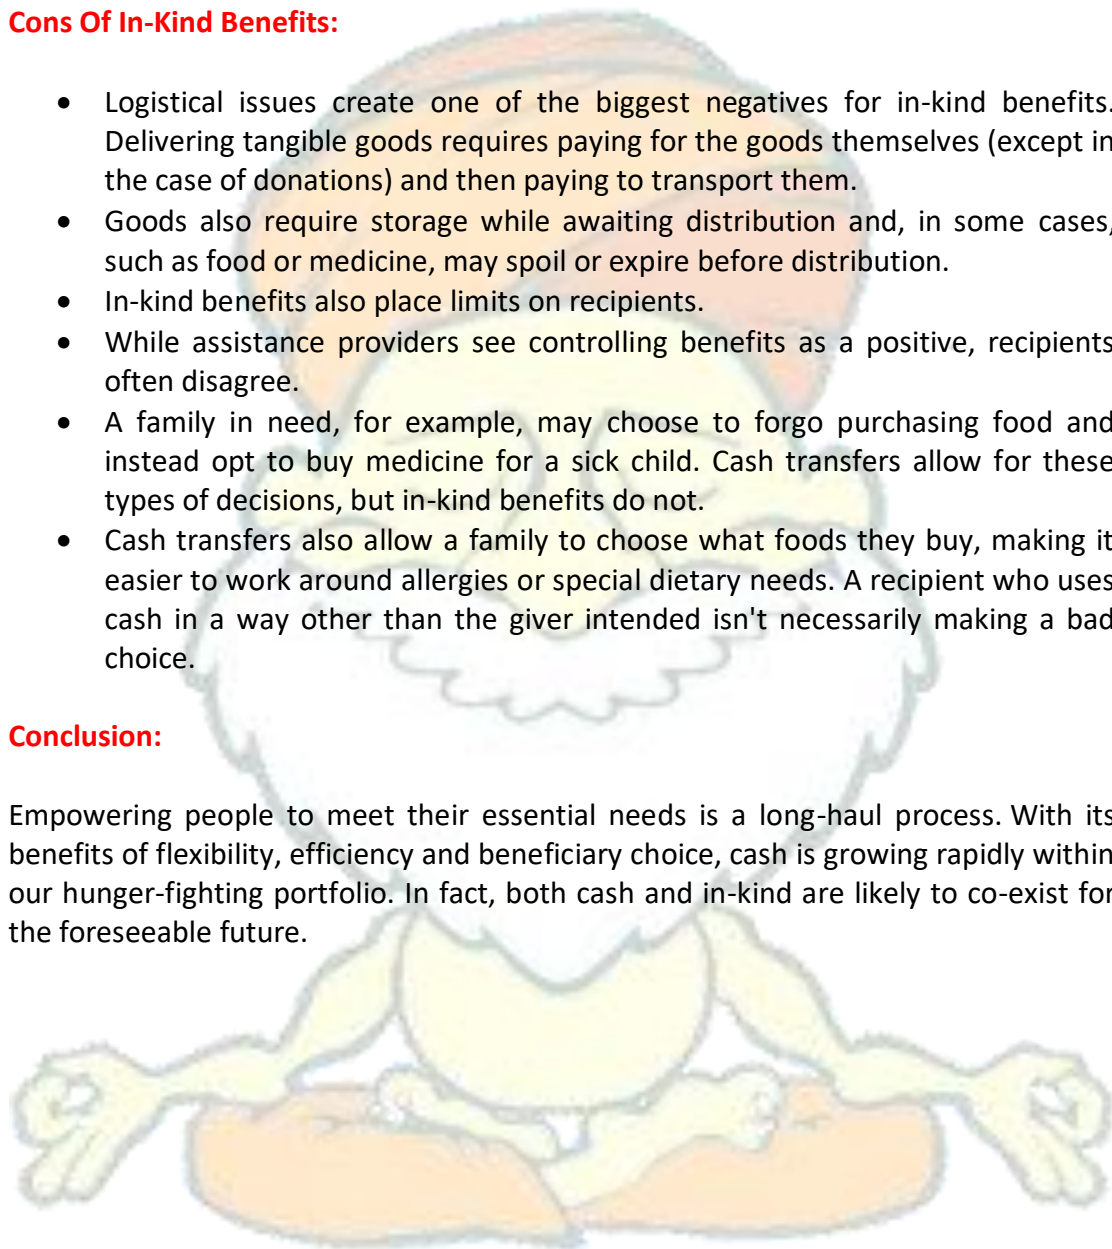 Cons Of In-Kind Benefits:
• Logistical issues create one of the biggest negatives for in-kind benefits.
Delivering tangible goods requires paying for the goods themselves (except in
the case of donations) and then paying to transport them.
• Goods also require storage while awaiting distribution and, in some cases,
such as food or medicine, may spoil or expire before distribution.
• In-kind benefits also place limits on recipients.
• While assistance providers see controlling benefits as a positive, recipients
often disagree.
• A family in need, for example, may choose to forgo purchasing food and
instead opt to buy medicine for a sick child. Cash transfers allow for these
types of decisions, but in-kind benefits do not.
• Cash transfers also allow a family to choose what foods they buy, making it
easier to work around allergies or special dietary needs. A recipient who uses
cash in a way other than the giver intended isn't necessarily making a bad
choice.
Conclusion:
Empowering people to meet their essential needs is a long-haul process. With its
benefits of flexibility, efficiency and beneficiary choice, cash is growing rapidly within
our hunger-fighting portfolio. In fact, both cash and in-kind are likely to co-exist for
the foreseeable future.